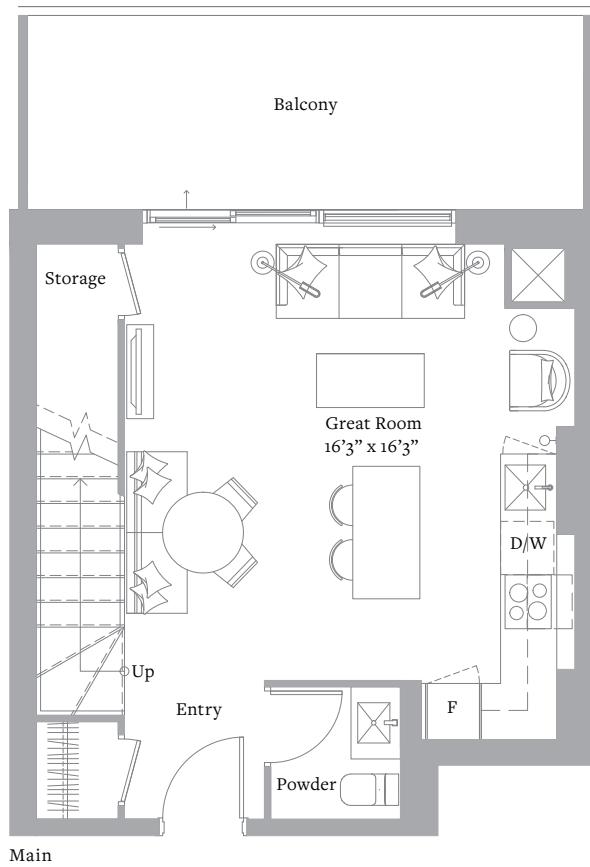 Balcony
Storage
Great Room
16’3” x 16’3”
D/W
Up
Entry
F
Powder
Main